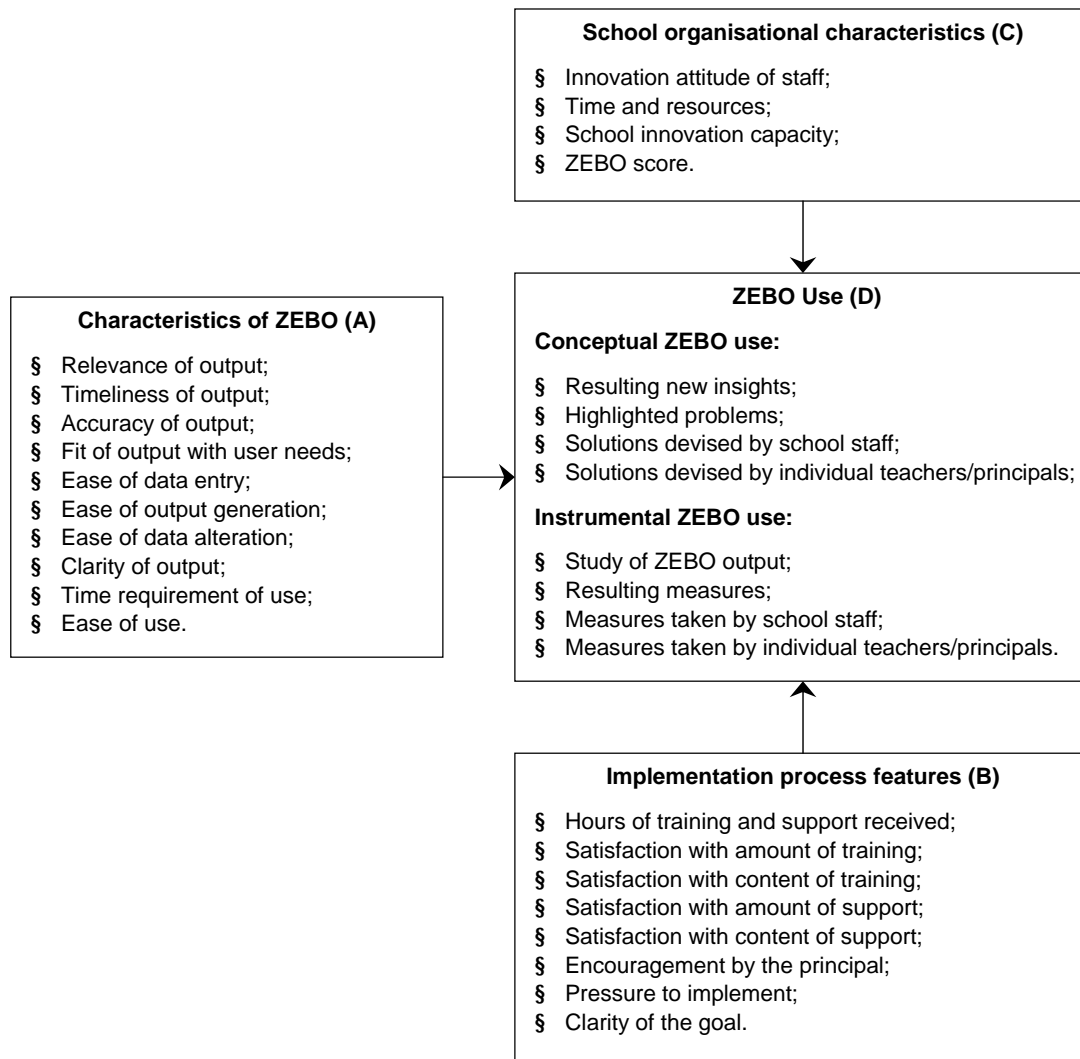 School organisational characteristics (C)
§ Innovation attitude of staff;
§ Time and resources;
§ School innovation capacity;
§ ZEBO score.
Characteristics of ZEBO (A)
§ Relevance of output;
§ Timeliness of output;
§ Accuracy of output;
§ Fit of output with user needs;
§ Ease of data entry;
§ Ease of output generation;
§ Ease of data alteration;
§ Clarity of output;
§ Time requirement of use;
§ Ease of use.
ZEBO Use (D)
Conceptual ZEBO use:
§ Resulting new insights;
§ Highlighted problems;
§ Solutions devised by school staff;
§ Solutions devised by individual teachers/principals;
Instrumental ZEBO use:
§ Study of ZEBO output;
§ Resulting measures;
§ Measures taken by school staff;
§ Measures taken by individual teachers/principals.
Implementation process features (B)
§ Hours of training and support received;
§ Satisfaction with amount of training;
§ Satisfaction with content of training;
§ Satisfaction with amount of support;
§ Satisfaction with content of support;
§ Encouragement by the principal;
§ Pressure to implement;
§ Clarity of the goal.